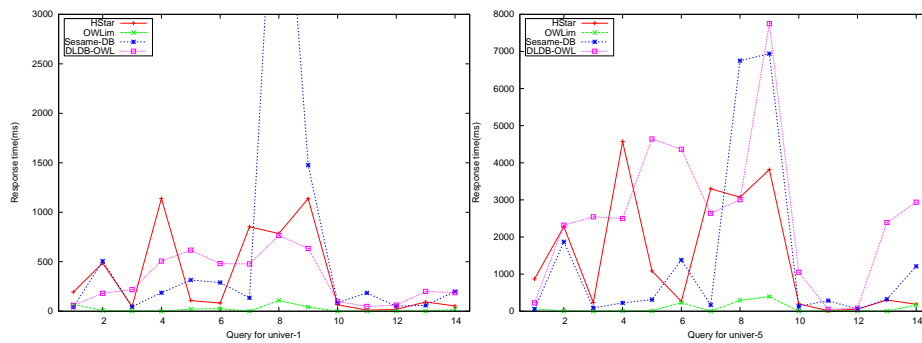 3000
2500
2000
1500
1000
500
0
Response time(ms)
HStar
OWLim
Sesame-DB
DLDB-OWL
2 4 6 8 10 12 14
Query for univer-1
8000
7000
6000
5000
4000
3000
2000
1000
0
Response time(ms)
HStar
OWLim
Sesame-DB
DLDB-OWL
2 4 6 8 10 12 14
Query for univer-5